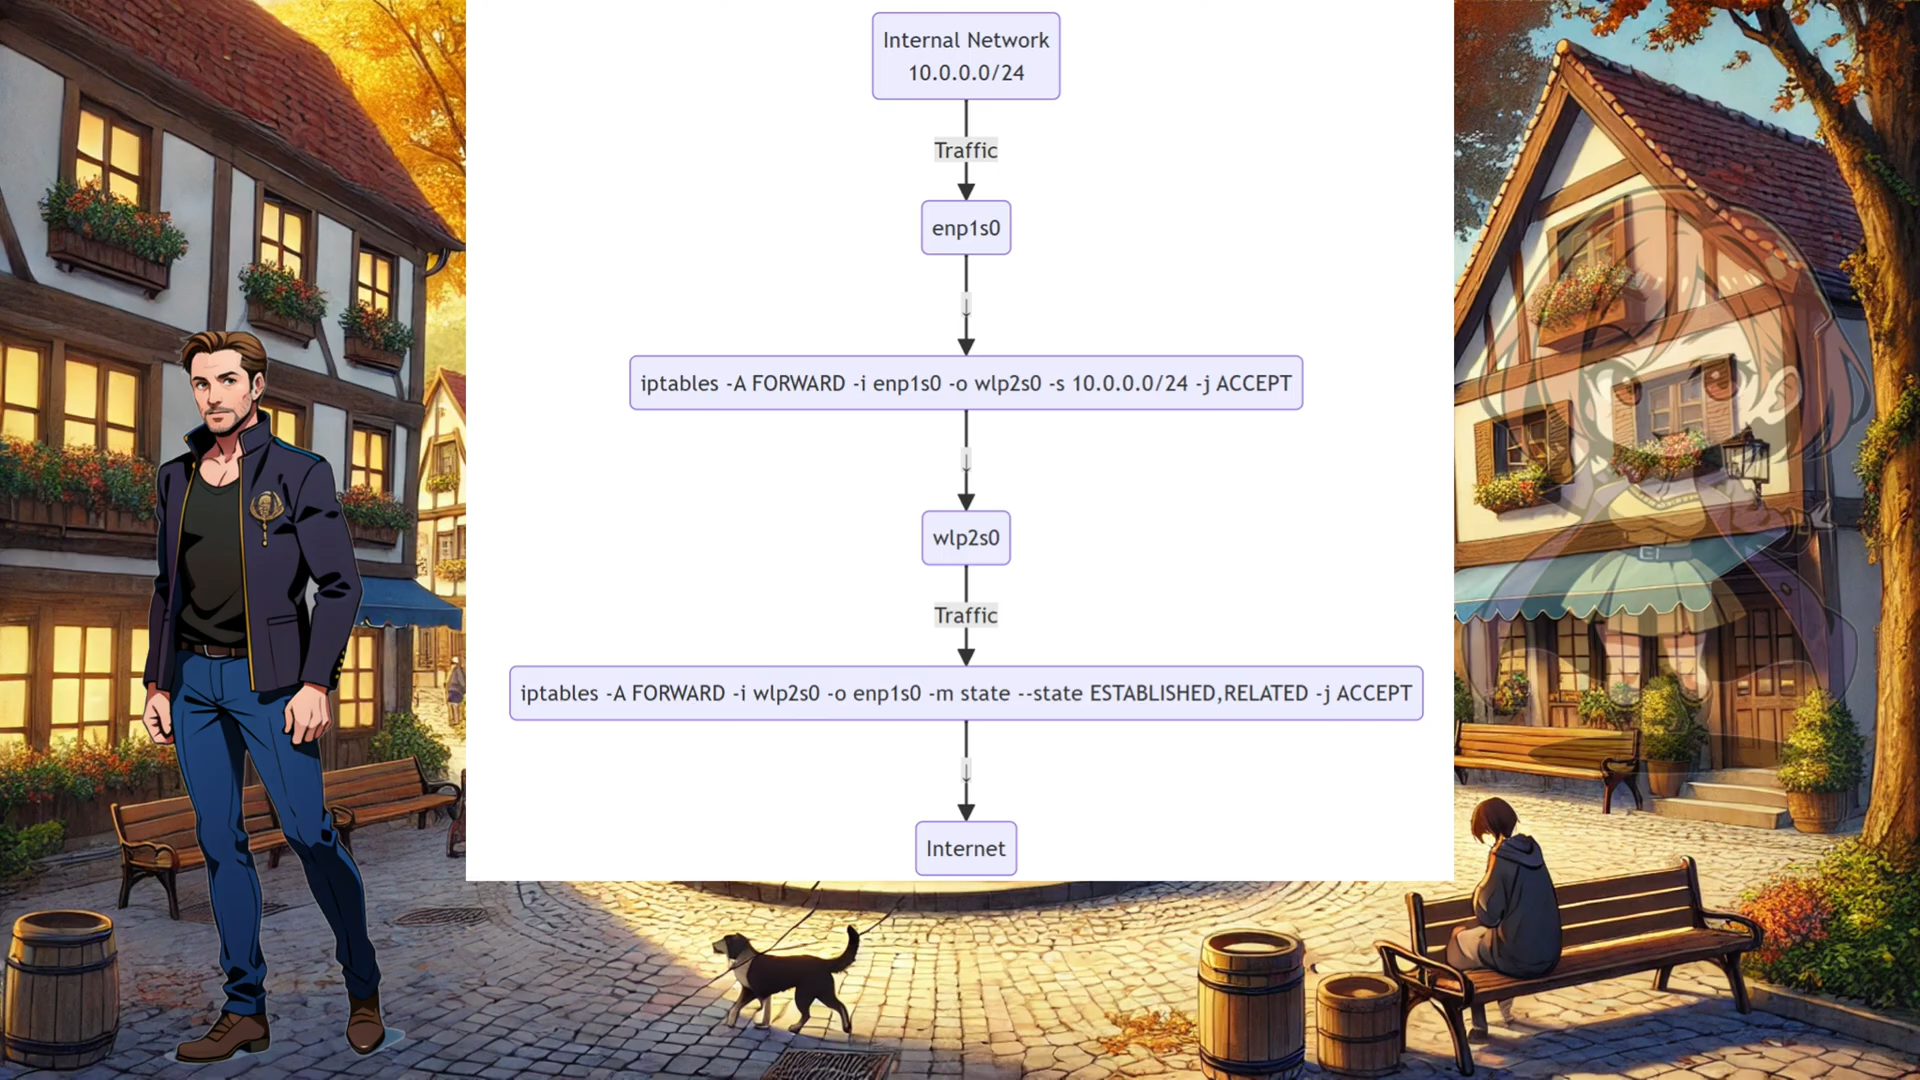 Internal Network
10.0.0.0/24
Traffic
enp1s0
iptables -A FORWARD -i enp1s0 -o wlp2s0 -s 10.0.0.0/24 -j ACCEPT
wlp2s0
Traffic
iptables -A FORWARD -i wlp2s0 -o enp1s0 -m state --state ESTABLISHED,RELATED -j ACCEPT
Internet